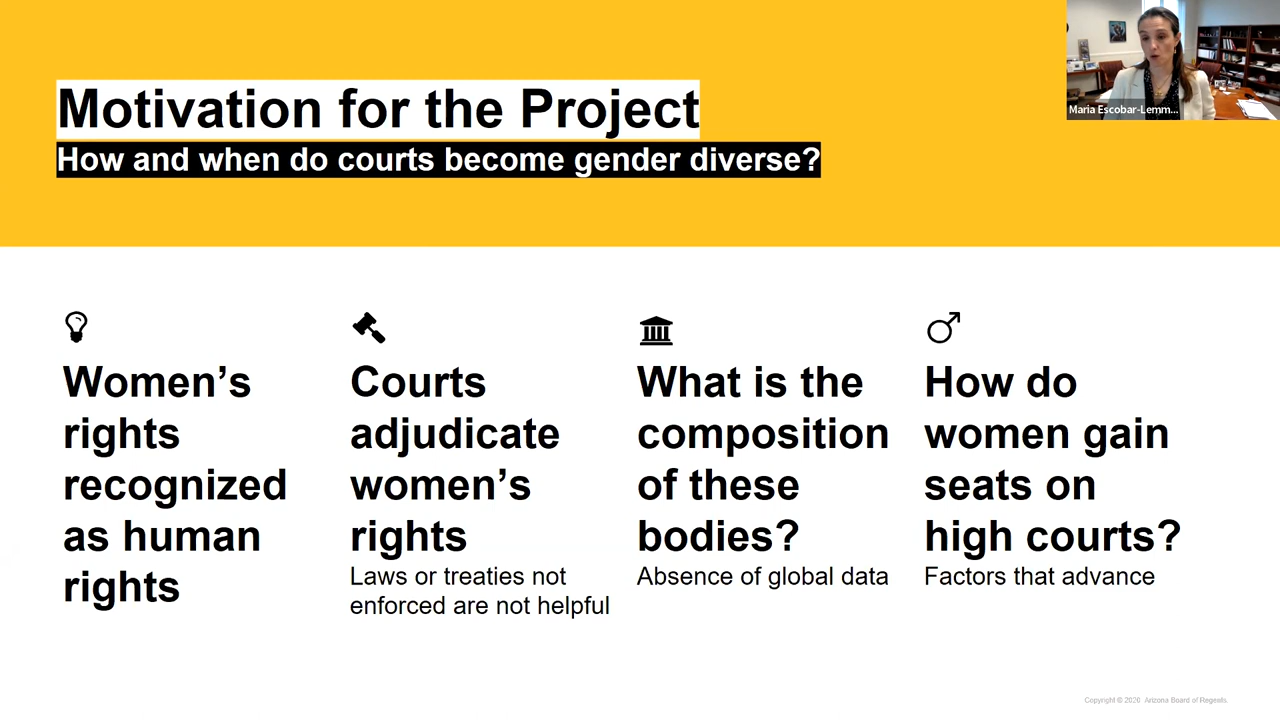 Motivation for the Project
How and when do courts become gender diverse?
Maria Escobar-Lemm...
Women’s
rights
recognized
as human
rights
Courts
adjudicate
women’s
rights
Laws or treaties not
enforced are not helpful
What is the
composition
of these
bodies?
Absence of global data
How do
women gain
seats on
high courts?
Factors that advance
Copyright © 2020 Arizona Board of Regents.